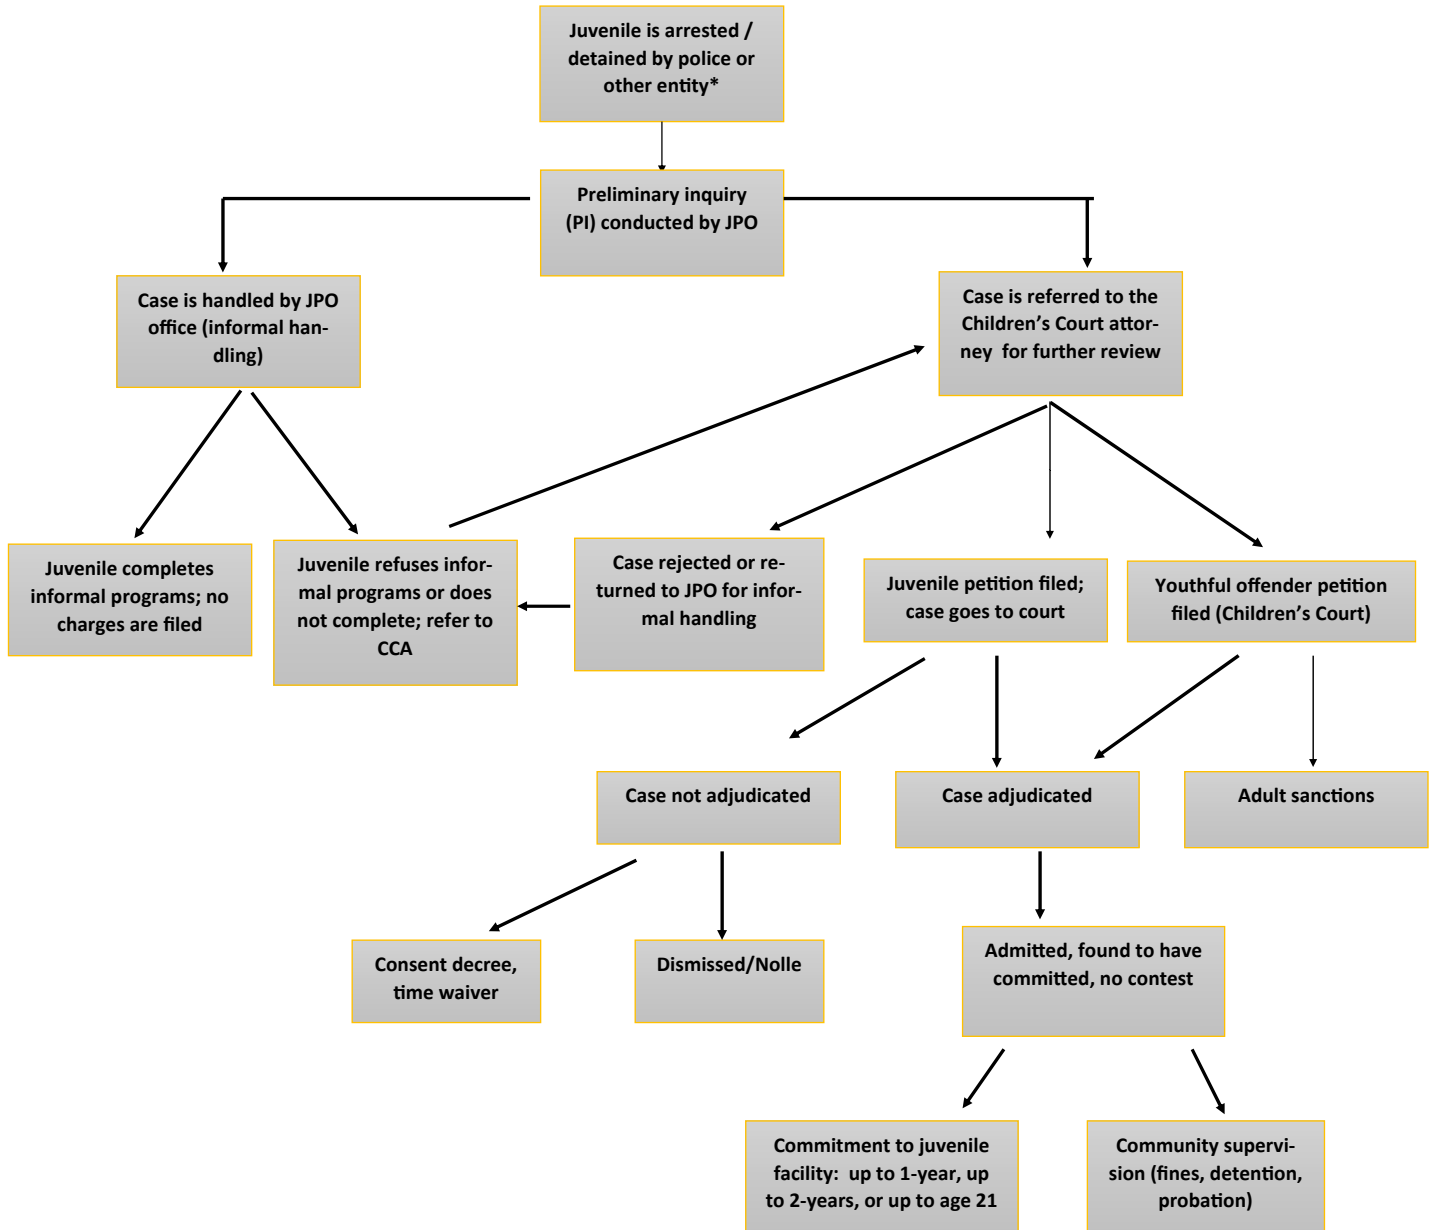 Juvenile is arrested /
detained by police or
other entity*
Preliminary inquiry
(PI) conducted by JPO
Case is handled by JPO
office (informal han-
dling)
Case is referred to the
Children’s Court attor-
ney  for further review
Juvenile completes
informal programs; no
charges are filed
Juvenile refuses infor-
mal programs or does
not complete; refer to
CCA
Case rejected or re-
turned to JPO for infor-
mal handling
Juvenile petition filed;
case goes to court
Youthful offender petition
filed (Children’s Court)
Case not adjudicated
Case adjudicated
Adult sanctions
Consent decree,
time waiver
Dismissed/Nolle
Admitted, found to have
committed, no contest
Commitment to juvenile
facility:  up to 1-year, up
to 2-years, or up to age 21
Community supervi-
sion (fines, detention,
probation)